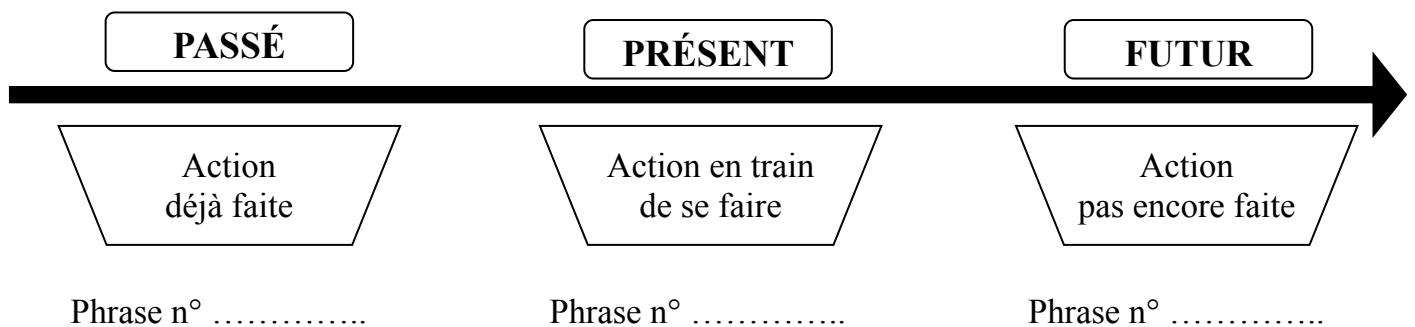 PASSÉ
PRÉSENT
FUTUR
Action
déjà faite
Action en train
de se faire
Action
pas encore faite
Phrase n° …………..
Phrase n° …………..
Phrase n° …………..